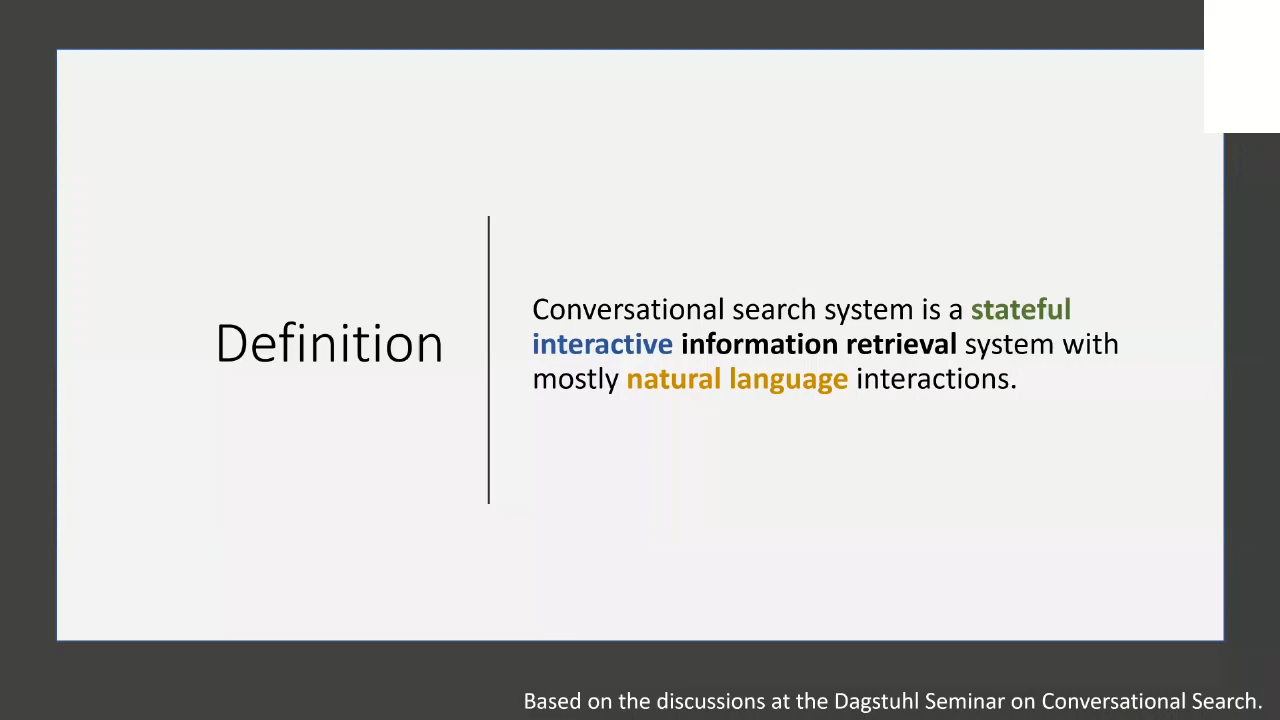 Definition
Conversational search system is a stateful
interactive information retrieval system with
mostly natural language interactions.
Based on the discussions at the Dagstuhl Seminar on Conversational Search.